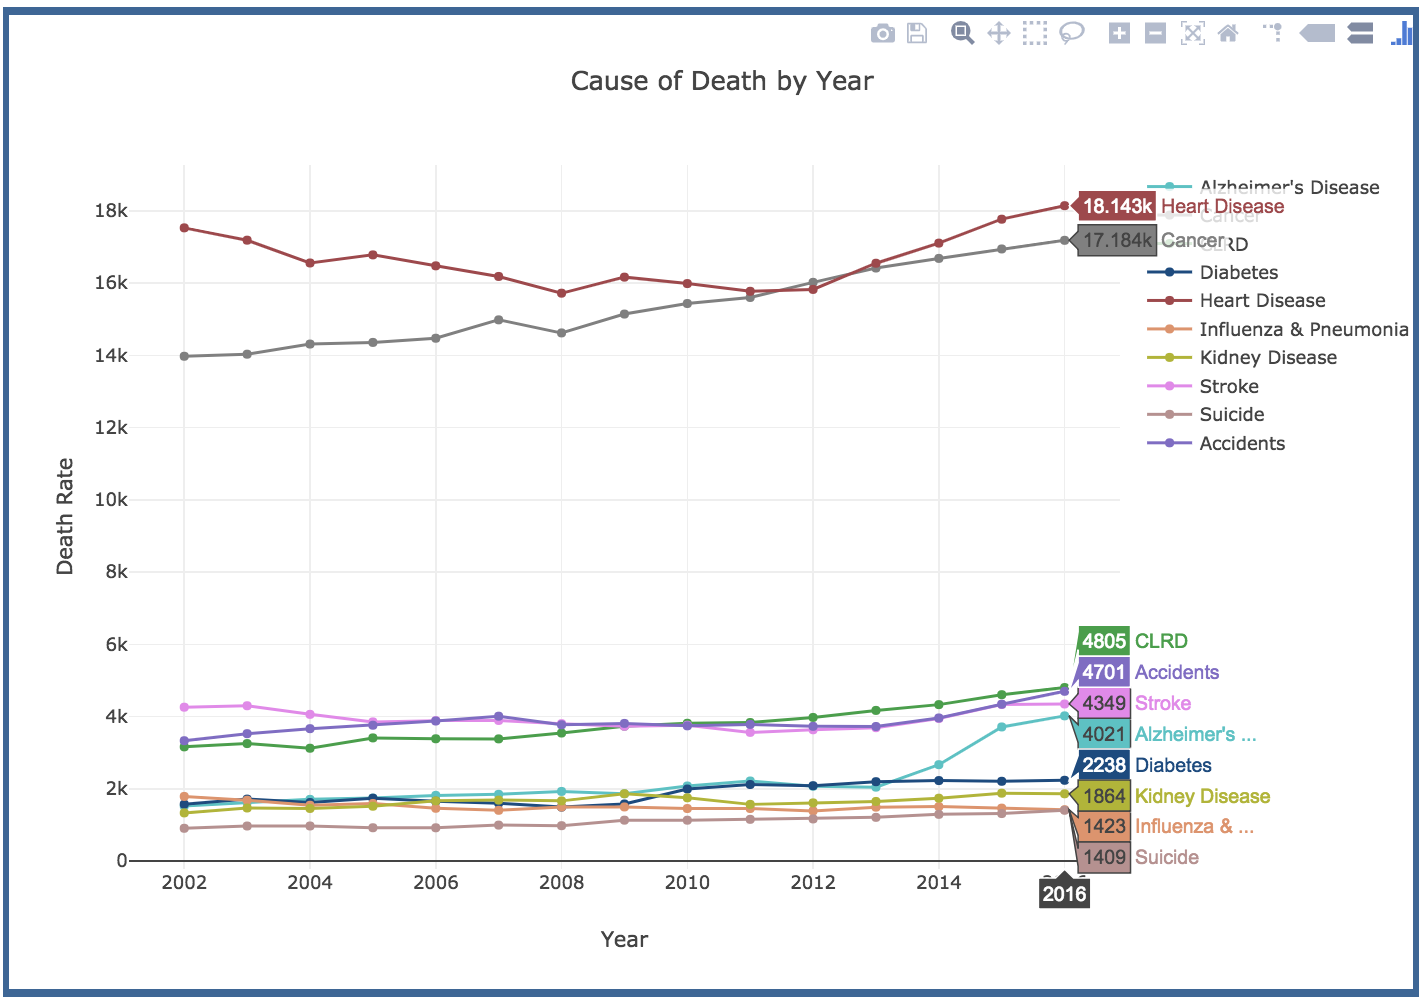 Cause of Death by Year
Alzheimer's Disease
18.143k Heart Disease
Cancer
17.184k Cancer
CLRD
Diabetes
Heart Disease
Influenza & Pneumonia
Kidney Disease
Stroke
Suicide
Accidents
18k
16k
14k
12k
10k
8k
6k
4k
2k
0
Death Rate
4805 CLRD
4701 Accidents
4349 Stroke
4021 Alzheimer's ...
2238 Diabetes
1864 Kidney Disease
1423 Influenza & ...
1409 Suicide
2002 2004 2006 2008 2010 2012 2014 2016
2016
Year